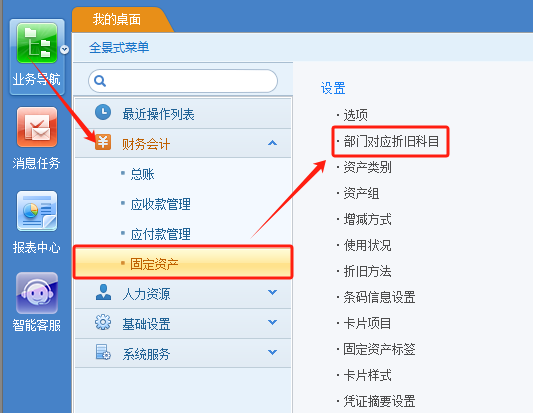 我的桌面
业务导航
消息任务
报表中心
智能客服
全景式菜单
最近操作列表
财务会计
总账
应收款管理
应付款管理
固定资产
人力资源
基础设置
系统服务
设置
选项
部门对应折旧科目
资产类别
资产组
增减方式
使用状况
折旧方法
条码信息设置
卡片项目
固定资产标签
卡片样式
凭证摘要设置